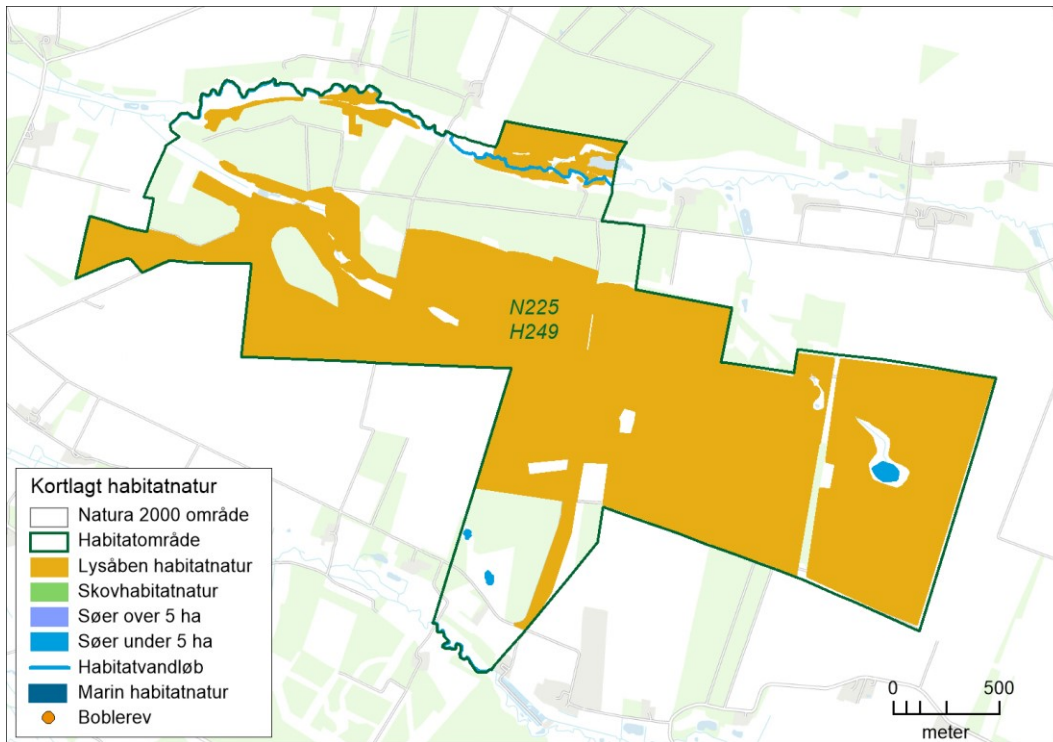 N225
H249
Kortlagt habitatnatur
Natura 2000 område
Habitatområde
Lysåben habitatnatur
Skovhabitatnatur
Søer over 5 ha
Søer under 5 ha
Habitatvandløb
Marin habitatnatur
Boblerev
0 500
meter